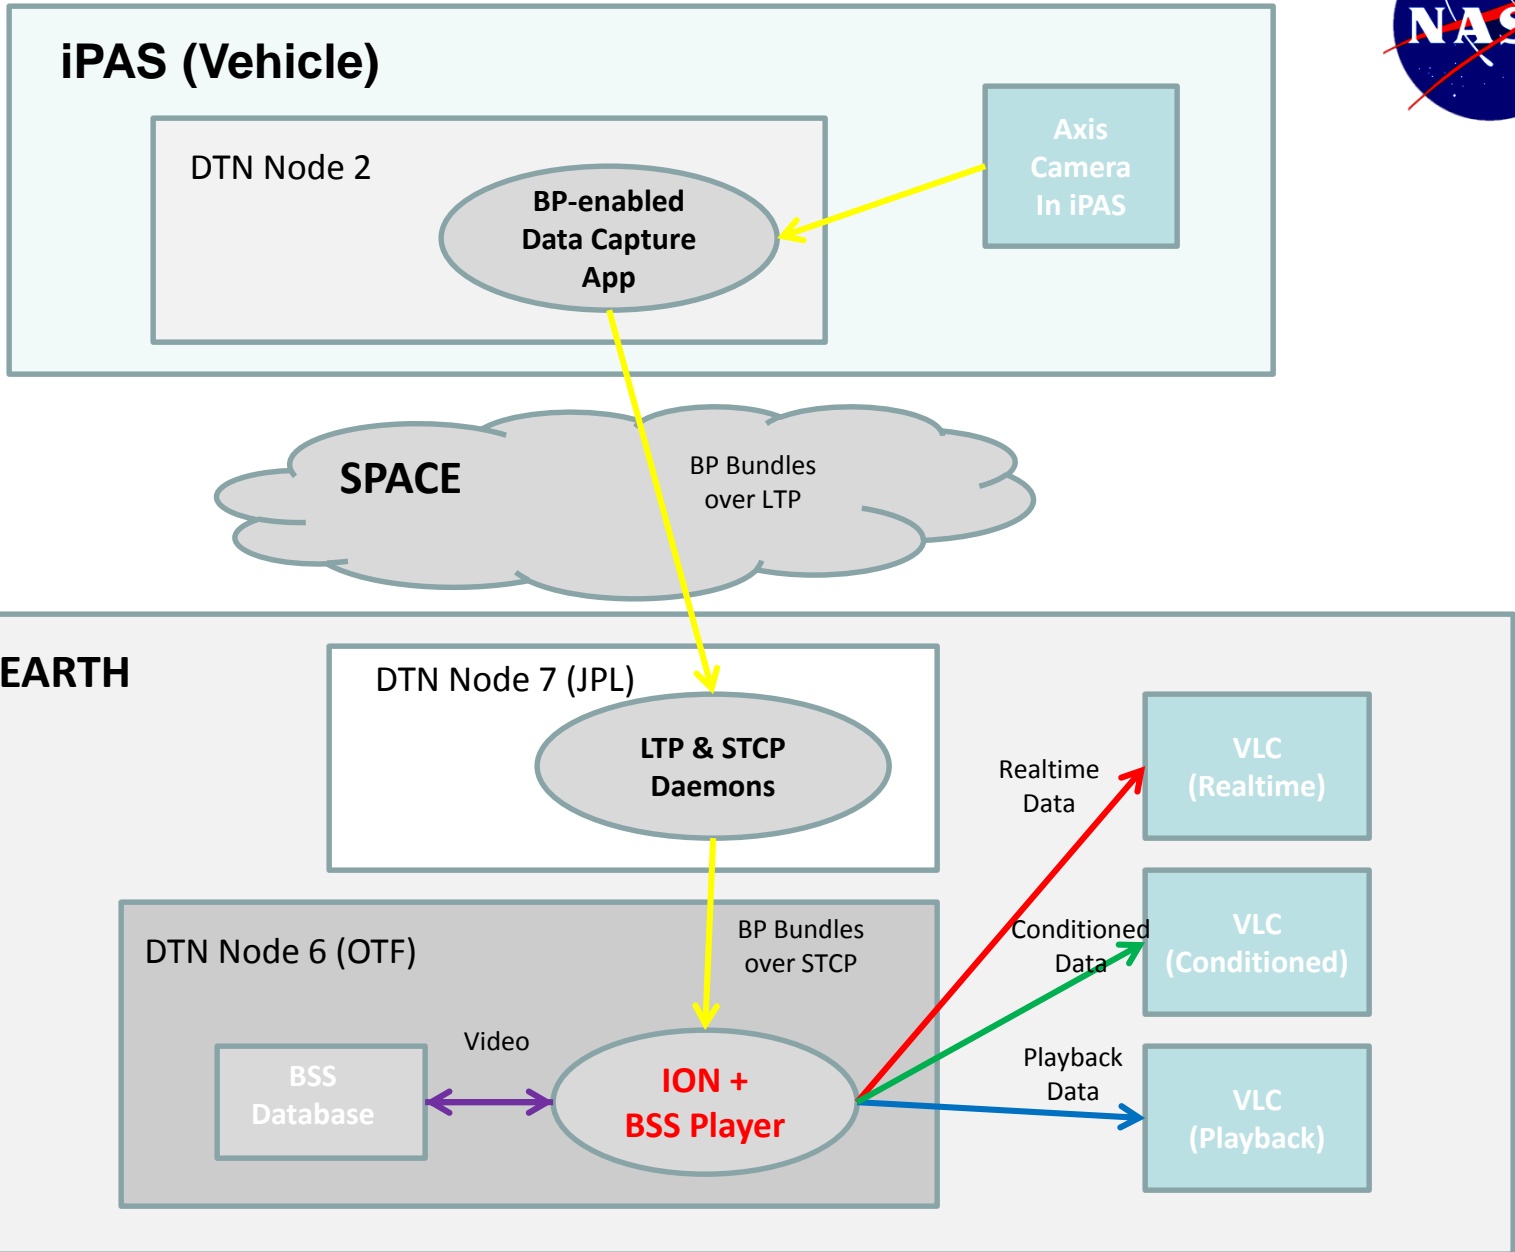 iPAS (Vehicle)
NAS
Axis
Camera
In iPAS
DTN Node 2
BP-enabled
Data Capture
App
SPACE
BP Bundles
over LTP
EARTH
DTN Node 7 (JPL)
LTP & STCP
Daemons
Realtime
Data
VLC
(Realtime)
DTN Node 6 (OTF)
BP Bundles
over STCP
Conditioned
Data
VLC
(Conditioned)
Video
BSS
Database
ION +
BSS Player
Playback
Data
VLC
(Playback)